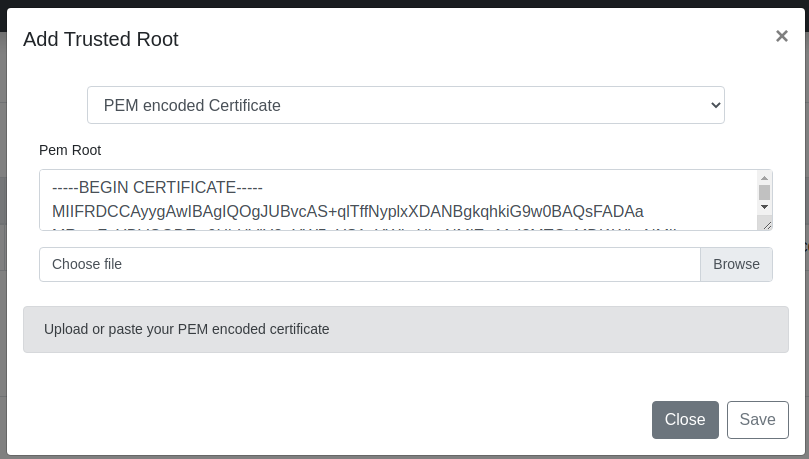 Add Trusted Root
×
PEM encoded Certificate
Pem Root
-----BEGIN CERTIFICATE-----
MIIFRDCCAyygAwIBAgIQOgJUBvcAS+qlTffNyplxXDANBgkqhkiG9w0BAQsFADAa
Choose file
Browse
Upload or paste your PEM encoded certificate
Close
Save